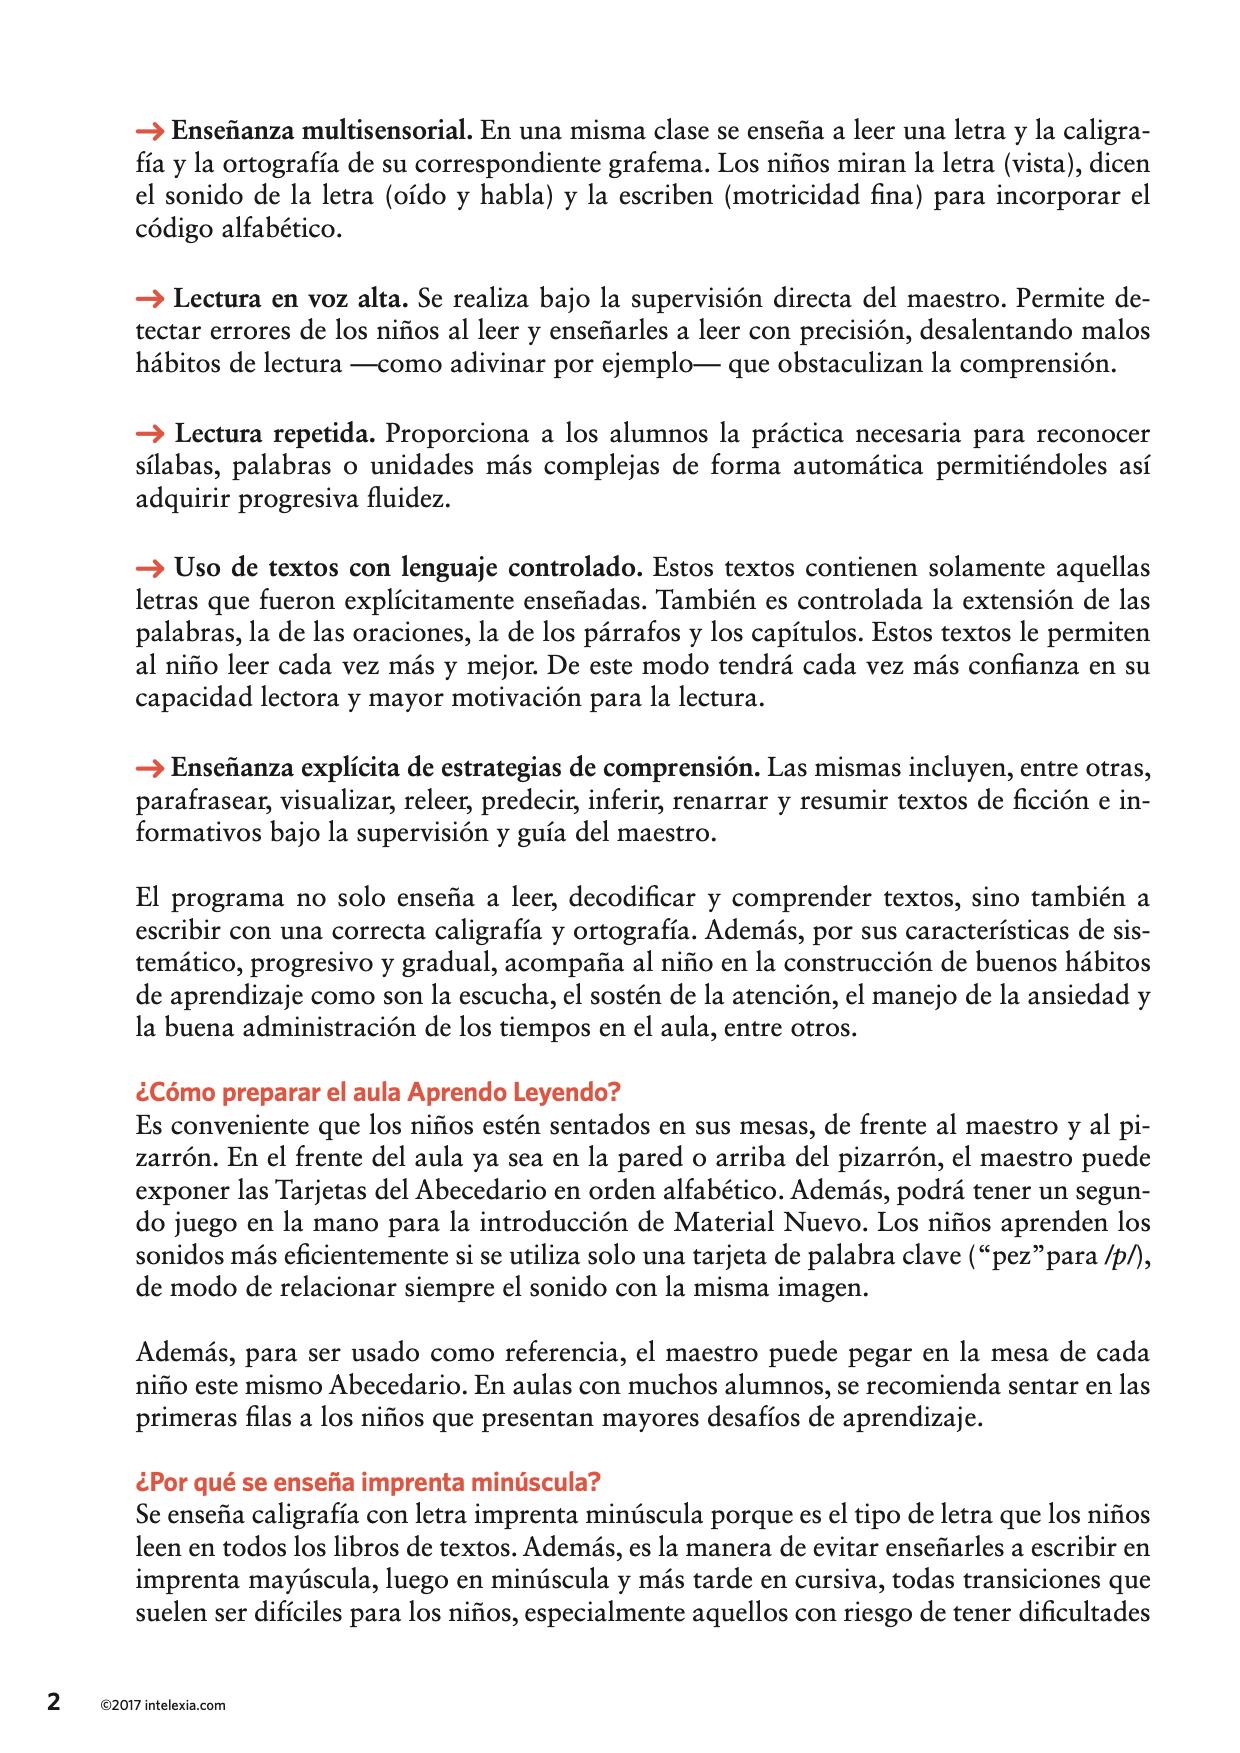 → Enseñanza multisensorial. En una misma clase se enseña a leer una letra y la caligra-
fía y la ortografía de su correspondiente grafema. Los niños miran la letra (vista), dicen
el sonido de la letra (oído y habla) y la escriben (motricidad fina) para incorporar el
código alfabético.
→ Lectura en voz alta. Se realiza bajo la supervisión directa del maestro. Permite de-
tectar errores de los niños al leer y enseñarles a leer con precisión, desalentando malos
hábitos de lectura —como adivinar por ejemplo— que obstaculizan la comprensión.
→ Lectura repetida. Proporciona a los alumnos la práctica necesaria para reconocer
sílabas, palabras o unidades más complejas de forma automática permitiéndoles así
adquirir progresiva fluidez.
→ Uso de textos con lenguaje controlado. Estos textos contienen solamente aquellas
letras que fueron explícitamente enseñadas. También es controlada la extensión de las
palabras, la de las oraciones, la de los párrafos y los capítulos. Estos textos le permiten
al niño leer cada vez más y mejor. De este modo tendrá cada vez más confianza en su
capacidad lectora y mayor motivación para la lectura.
→ Enseñanza explícita de estrategias de comprensión. Las mismas incluyen, entre otras,
parafrasear, visualizar, releer, predecir, inferir, renarrar y resumir textos de ficción e in-
formativos bajo la supervisión y guía del maestro.
El programa no solo enseña a leer, decodificar y comprender textos, sino también a
escribir con una correcta caligrafía y ortografía. Además, por sus características de sis-
temático, progresivo y gradual, acompaña al niño en la construcción de buenos hábitos
de aprendizaje como son la escucha, el sostén de la atención, el manejo de la ansiedad y
la buena administración de los tiempos en el aula, entre otros.
¿Cómo preparar el aula Aprendo Leyendo?
Es conveniente que los niños estén sentados en sus mesas, de frente al maestro y al pi-
zarrón. En el frente del aula ya sea en la pared o arriba del pizarrón, el maestro puede
exponer las Tarjetas del Abecedario en orden alfabético. Además, podrá tener un segun-
do juego en la mano para la introducción de Material Nuevo. Los niños aprenden los
sonidos más eficientemente si se utiliza solo una tarjeta de palabra clave (“pez”para /p/),
de modo de relacionar siempre el sonido con la misma imagen.
Además, para ser usado como referencia, el maestro puede pegar en la mesa de cada
niño este mismo Abecedario. En aulas con muchos alumnos, se recomienda sentar en las
primeras filas a los niños que presentan mayores desafíos de aprendizaje.
¿Por qué se enseña imprenta minúscula?
Se enseña caligrafía con letra imprenta minúscula porque es el tipo de letra que los niños
leen en todos los libros de textos. Además, es la manera de evitar enseñarles a escribir en
imprenta mayúscula, luego en minúscula y más tarde en cursiva, todas transiciones que
suelen ser difíciles para los niños, especialmente aquellos con riesgo de tener dificultades
2 ©2017 intelexia.com